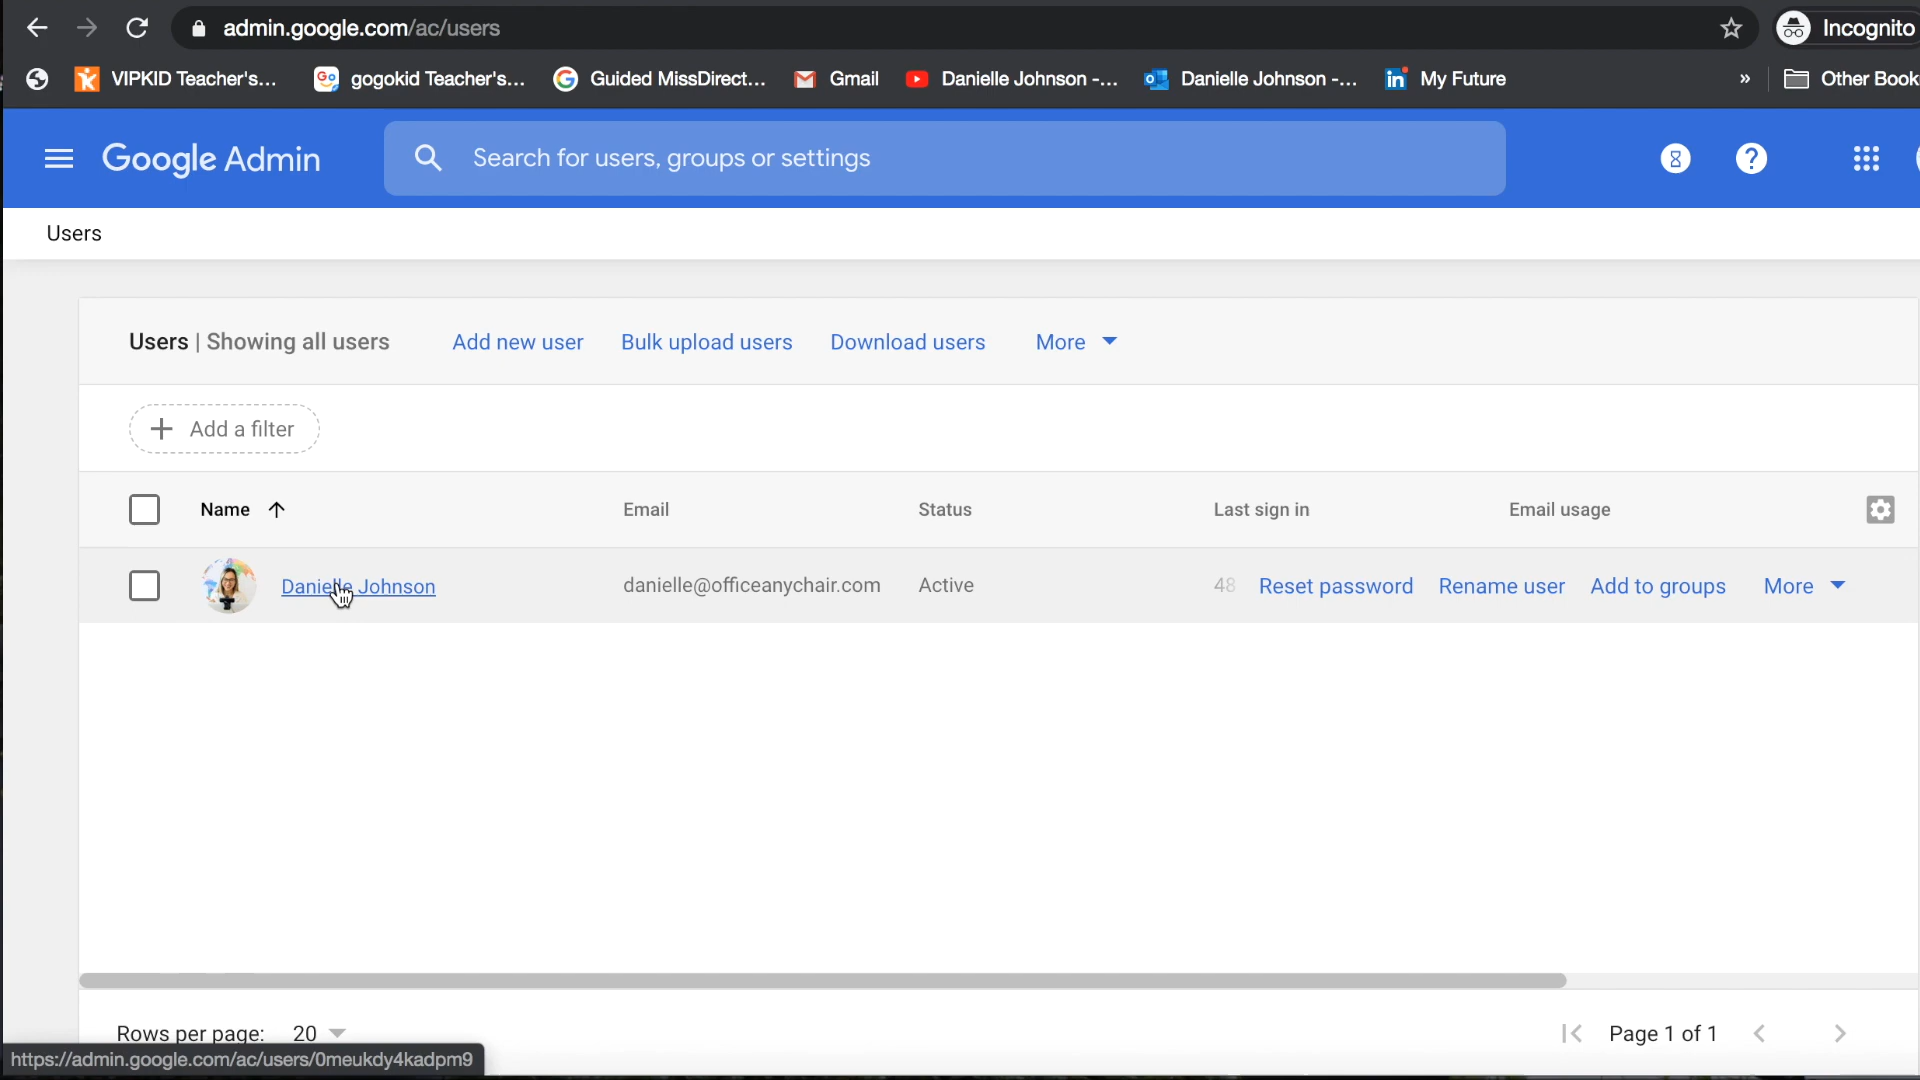 admin.google.com/ac/users
Incognito
VIPKID Teacher's... gogokid Teacher's... Guided MissDirect... Gmail Danielle Johnson -... Danielle Johnson -... My Future » Other Book
Google Admin Search for users, groups or settings
Users
Users | Showing all users Add new user Bulk upload users Download users More
+ Add a filter
Name Email Status Last sign in Email usage
Danielle Johnson danielle@officeanychair.com Active 48 Reset password Rename user Add to groups More
Rows per page: 20 Page 1 of 1
https://admin.google.com/ac/users/0meukdy4kadpm9